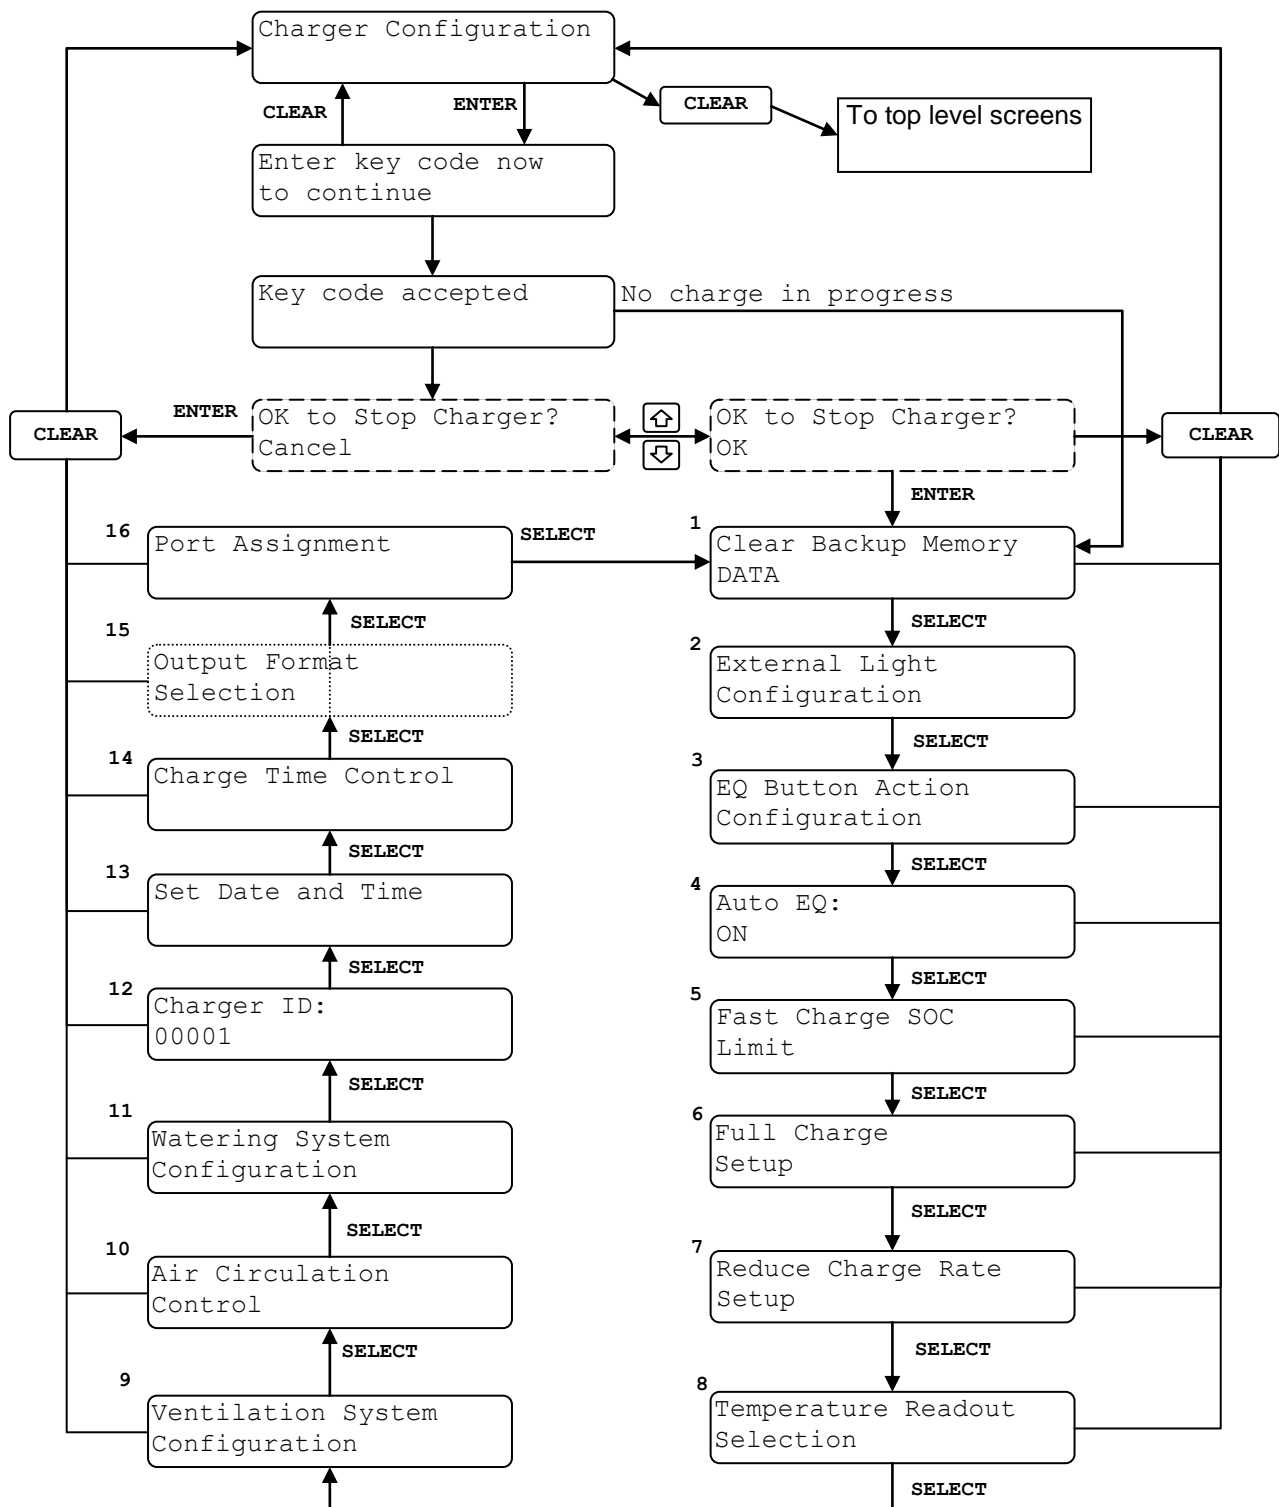 Charger Configuration
CLEAR
ENTER
CLEAR
To top level screens
Enter key code now
to continue
Key code accepted
No charge in progress
CLEAR
ENTER
OK to Stop Charger?
Cancel
OK to Stop Charger?
OK
CLEAR
ENTER
16
Port Assignment
SELECT
1
Clear Backup Memory
DATA
SELECT
15
Output Format
Selection
SELECT
2
External Light
Configuration
SELECT
14
Charge Time Control
SELECT
3
EQ Button Action
Configuration
SELECT
13
Set Date and Time
SELECT
4
Auto EQ:
ON
SELECT
12
Charger ID:
00001
SELECT
5
Fast Charge SOC
Limit
SELECT
11
Watering System
Configuration
SELECT
6
Full Charge
Setup
SELECT
10
Air Circulation
Control
SELECT
7
Reduce Charge Rate
Setup
SELECT
9
Ventilation System
Configuration
8
Temperature Readout
Selection
SELECT